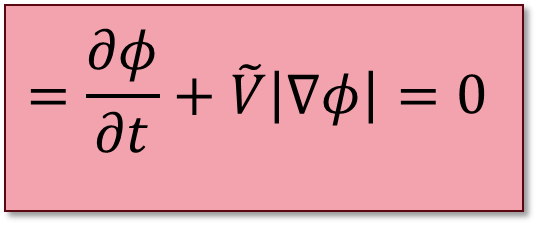 = ∂ϕ/∂t + Ṽ|∇ϕ| = 0